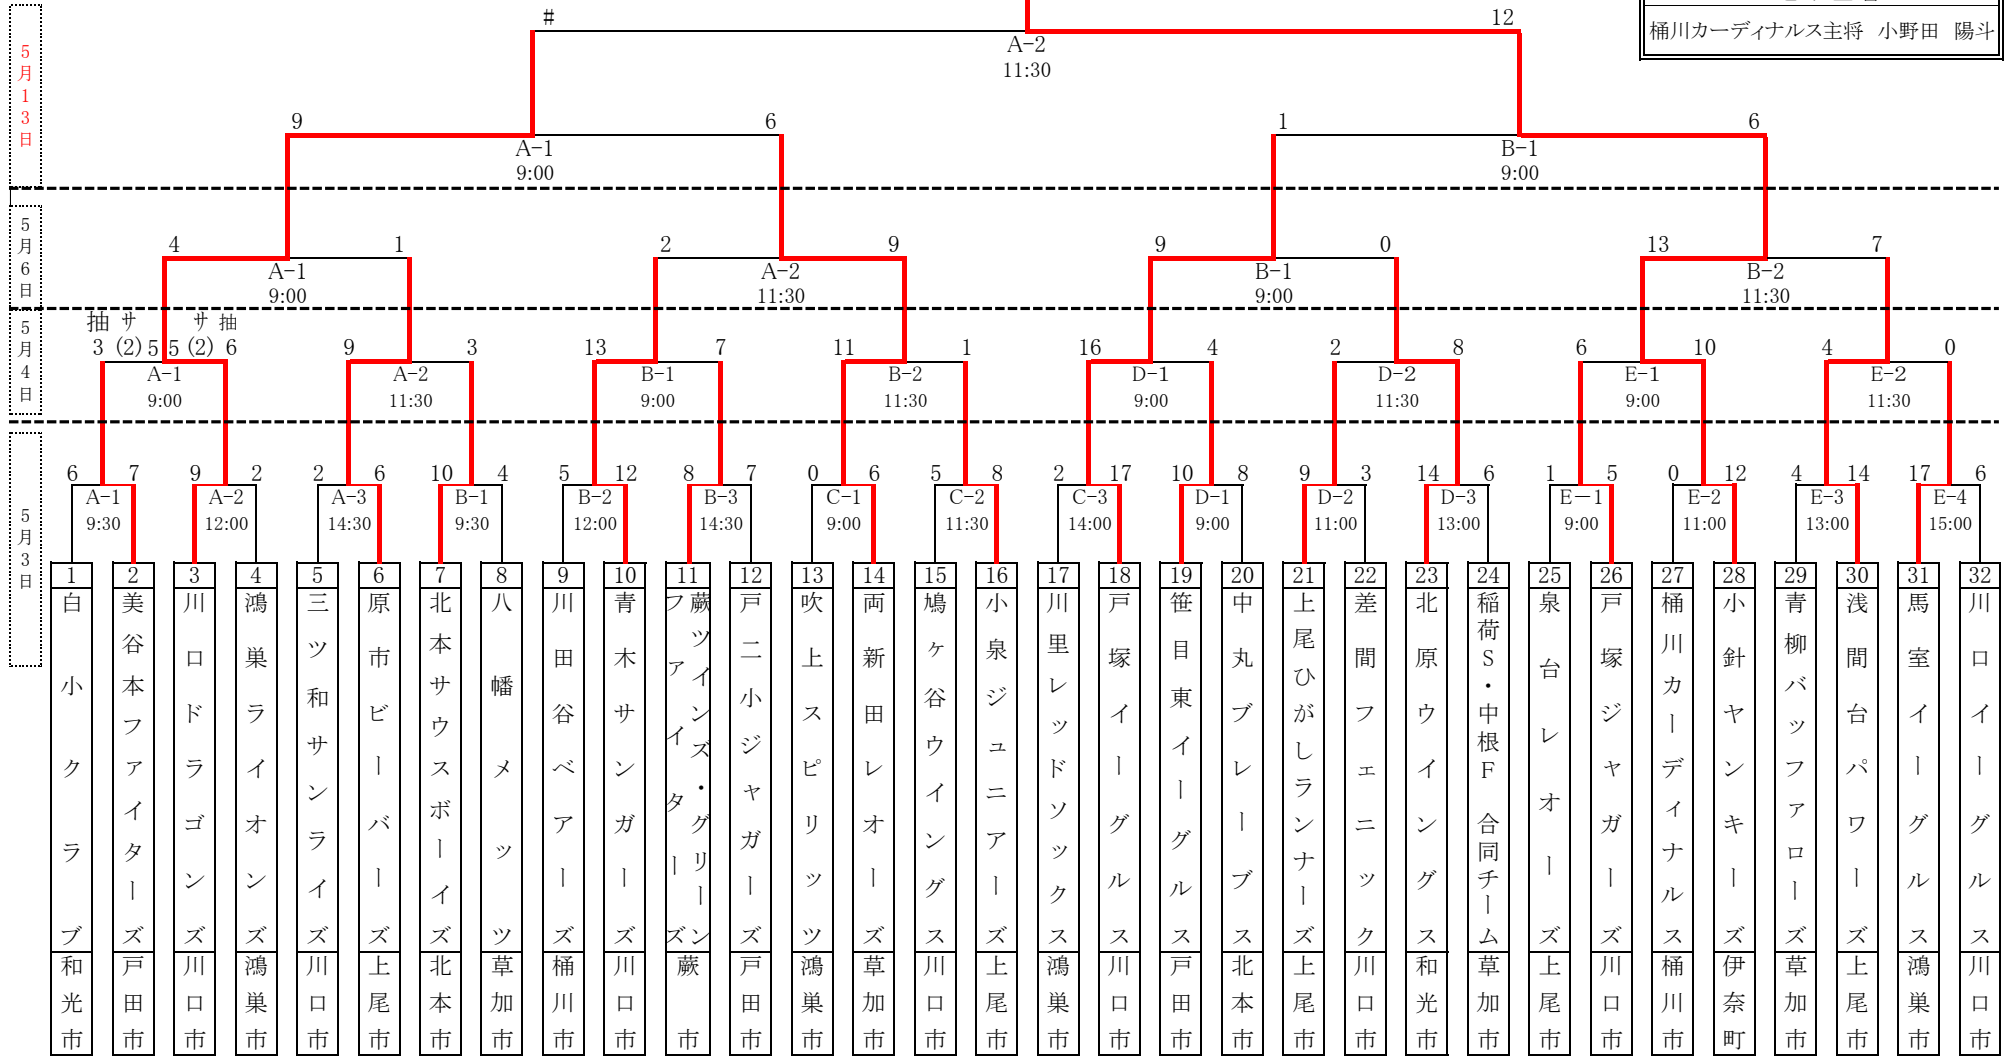 桶川カーディナルス主将 小野田 陽斗
# 12
A-2
11:30
5月13日
9 6 1 6
A-1 B-1
9:00 9:00
5月6日
4 1 2 9 9 0 13 7
A-1 A-2 B-1 B-2
9:00 11:30 9:00 11:30
5月4日
抽 サ サ 抽
3 (2) 5 5 (2) 6 9 3 13 7 11 1 16 4 2 8 6 10 4 0
A-1 A-2 B-1 B-2 D-1 D-2 E-1 E-2
9:00 11:30 9:00 11:30 9:00 11:30 9:00 11:30
5月3日
6 7 9 2 2 6 10 4 5 12 8 7 0 6 5 8 2 17 10 8 9 3 14 6 1 5 0 12 4 14 17 6
A-1 A-2 A-3 B-1 B-2 B-3 C-1 C-2 C-3 D-1 D-2 D-3 E－1 E-2 E-3 E-4
9:30 12:00 14:30 9:30 12:00 14:30 9:00 11:30 14:00 9:00 11:00 13:00 9:00 11:00 13:00 15:00
1 白小クラブ 和光市
2 美谷本ファイターズ 戸田市
3 川口ドラゴンズ 川口市
4 鴻巣ライオンズ 鴻巣市
5 三ツ和サンライズ 川口市
6 原市ビーバーズ 上尾市
7 北本サウスボーイズ 北本市
8 八幡メッツ 草加市
9 川田谷ベアーズ 桶川市
10 青木サンガーズ 川口市
11 蕨ツインズ・グリーンファイターズ 蕨市
12 戸二小ジャガーズ 戸田市
13 吹上スピリッツ 鴻巣市
14 両新田レオーズ 草加市
15 鳩ヶ谷ウイングス 川口市
16 小泉ジュニアーズ 上尾市
17 川里レッドソックス 鴻巣市
18 戸塚イーグルス 川口市
19 笹目東イーグルス 戸田市
20 中丸ブレーブス 北本市
21 上尾ひがしランナーズ 上尾市
22 差間フェニックス 川口市
23 北原ウイングス 和光市
24 稲荷S・中根F 合同チーム 草加市
25 泉台レオーズ 上尾市
26 戸塚ジャガーズ 川口市
27 桶川カーディナルス 桶川市
28 小針ヤンキーズ 伊奈町
29 青柳バッファローズ 草加市
30 浅間台パワーズ 上尾市
31 馬室イーグルス 鴻巣市
32 川口イーグルス 川口市